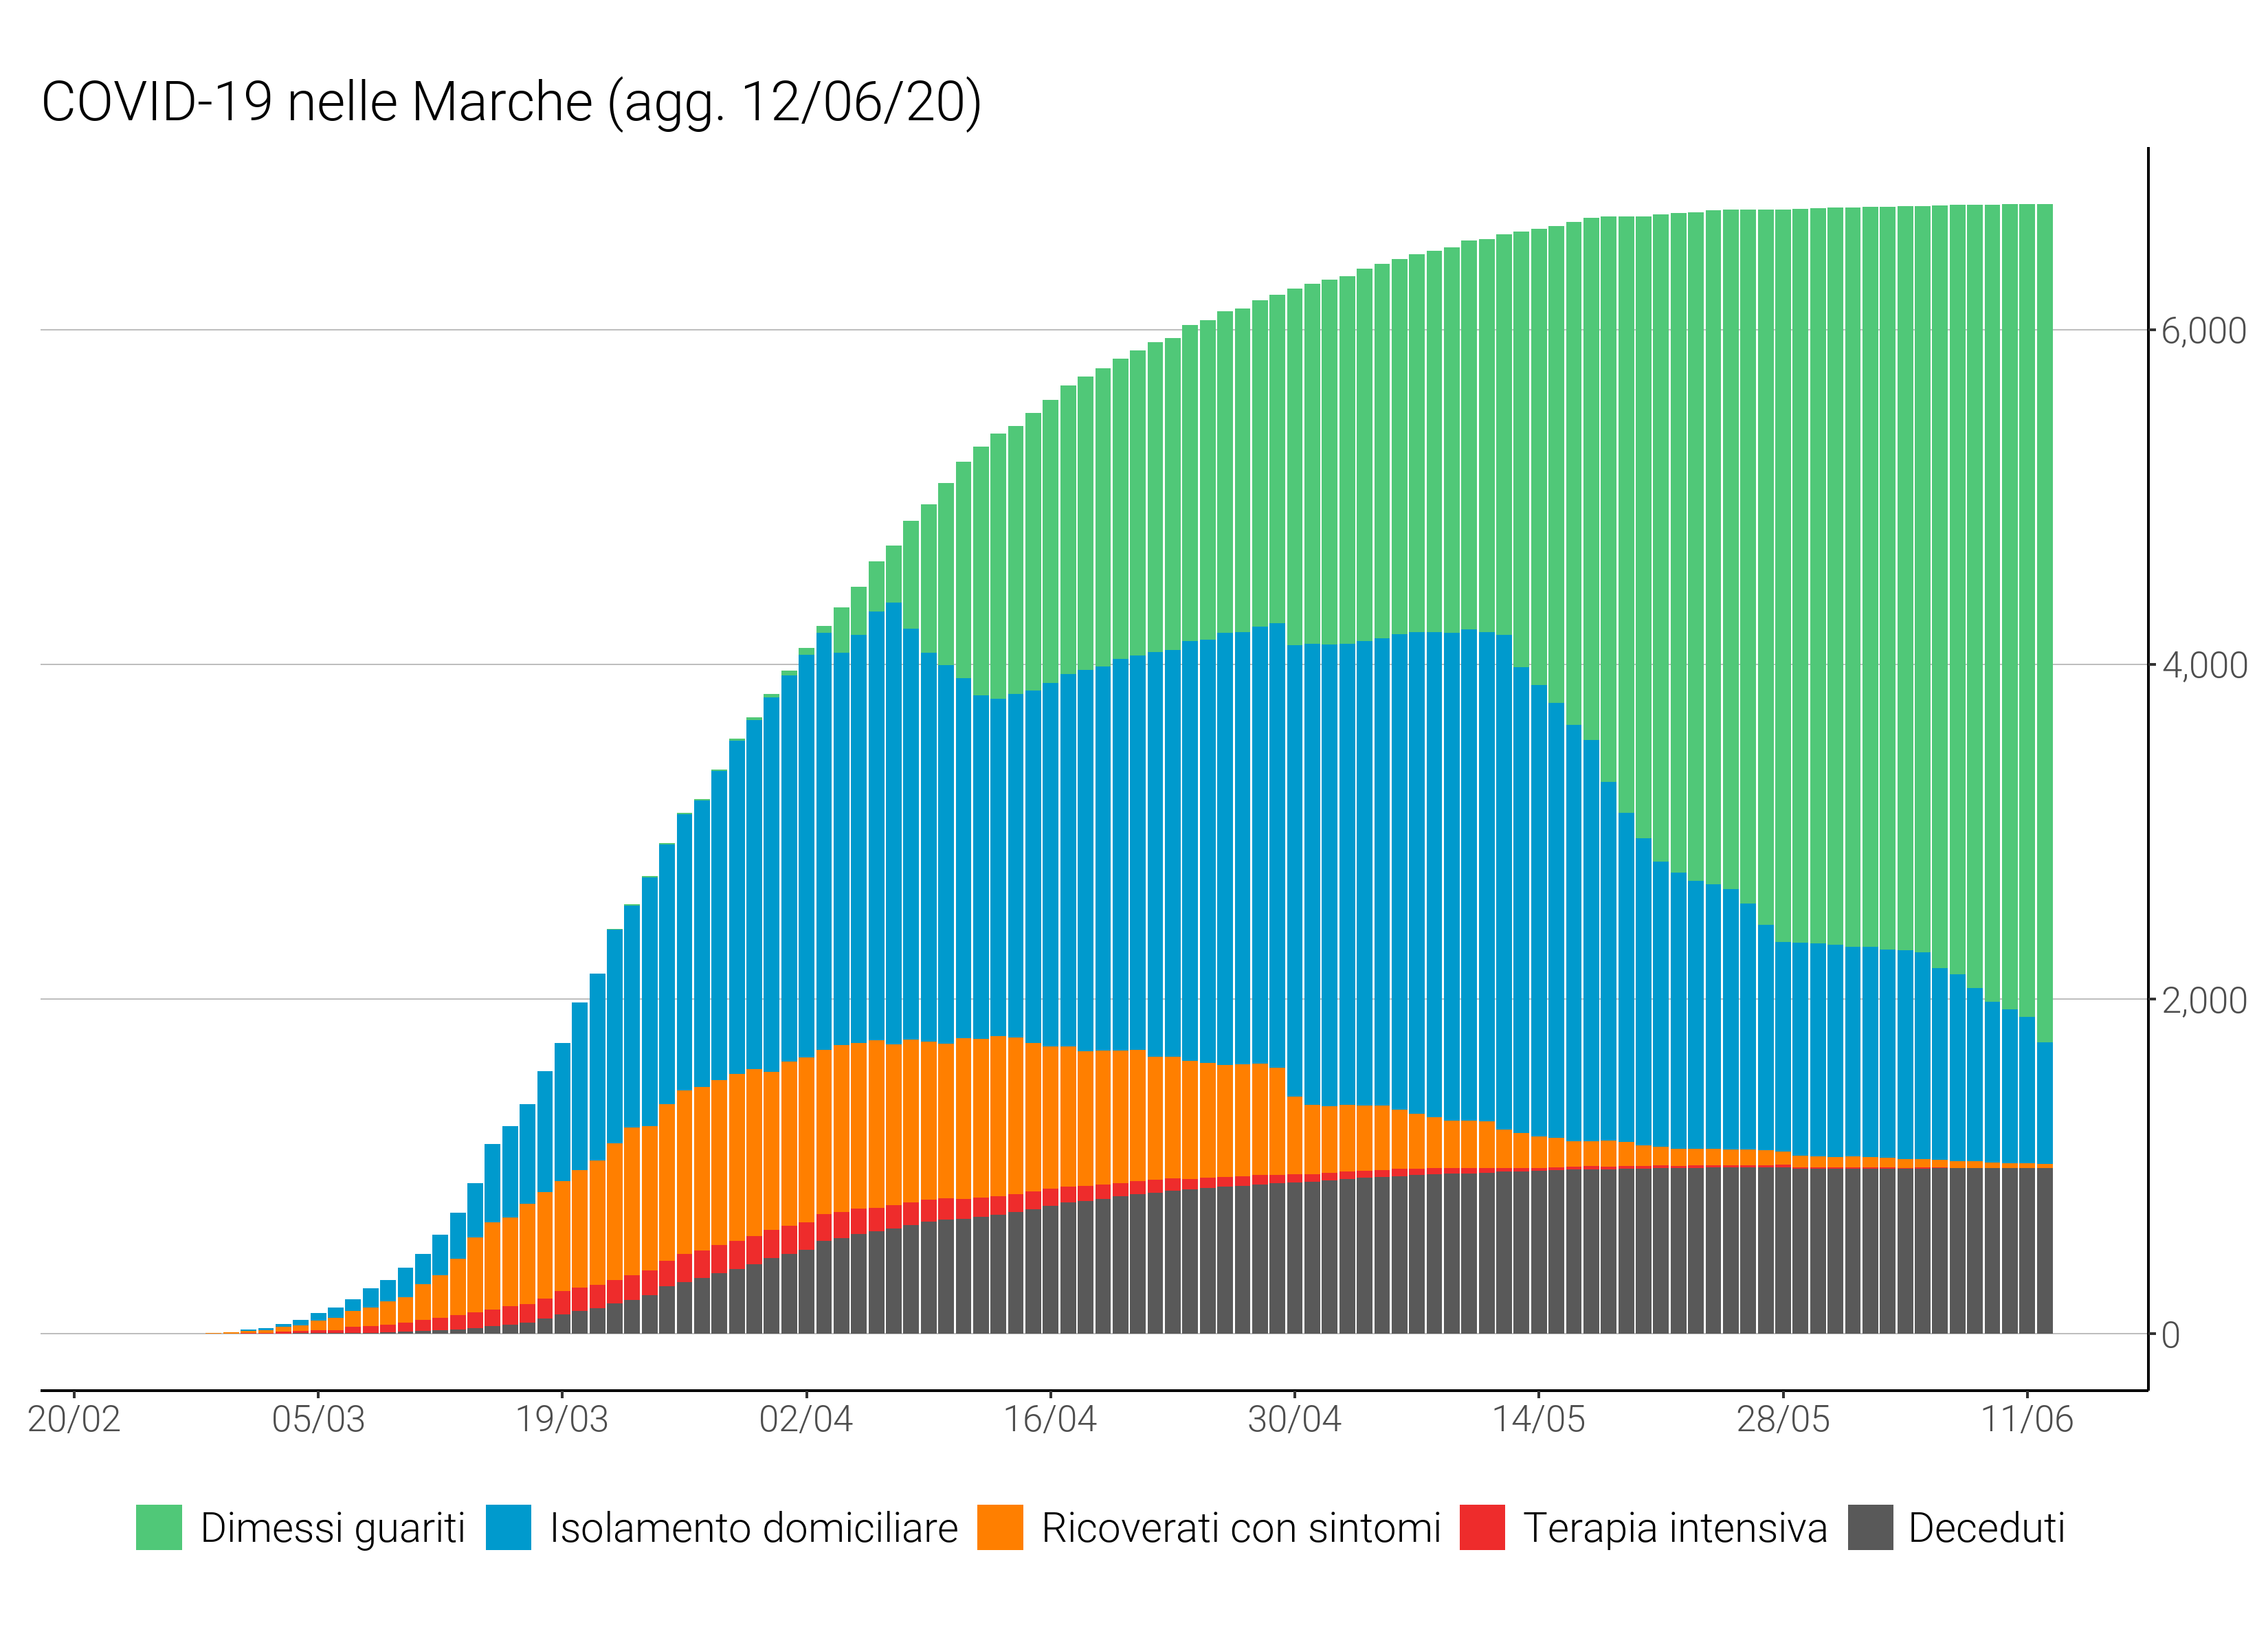 COVID-19 nelle Marche (agg. 12/06/20)
6,000
4,000
2,000
0
20/02 05/03 19/03 02/04 16/04 30/04 14/05 28/05 11/06
Dimessi guariti Isolamento domiciliare Ricoverati con sintomi Terapia intensiva Deceduti